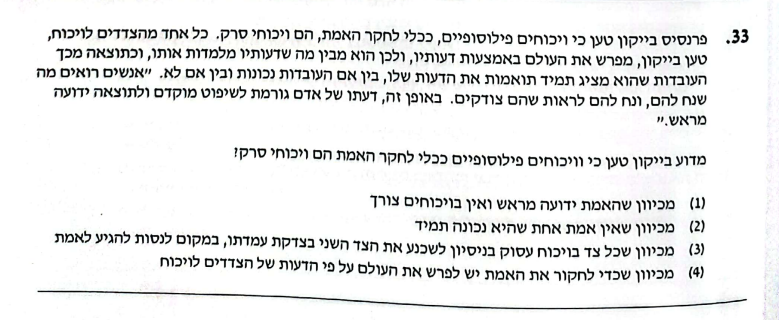 33. פרנסיס בייקון טען כי ויכוחים פילוסופיים, ככלי לחקר האמת, הם ויכוחי סרק. כל אחד מהצדדים לויכוח,
טען בייקון, מפרש את העולם באמצעות דעותיו, ולכן הוא מבין מה שדעותיו מלמדות אותו, וכתוצאה מכך
העובדות שהוא מציג תמיד תואמות את הדעות שלו, בין אם העובדות נכונות ובין אם לא. "אנשים רואים מה
שנח להם, ונח להם לראות שהם צודקים. באופן זה, דעתו של אדם גורמת לשיפוט מוקדם ולתוצאה ידועה
מראש."
מדוע בייקון טען כי וויכוחים פילוסופיים ככלי לחקר האמת הם ויכוחי סרק?
(1) מכיוון שהאמת ידועה מראש ואין בויכוחים צורך
(2) מכיוון שאין אמת אחת שהיא נכונה תמיד
(3) מכיוון שכל צד בויכוח עסוק בניסיון לשכנע את הצד השני בצדקת עמדתו, במקום לנסות להגיע לאמת
(4) מכיוון שכדי לחקור את האמת יש לפרש את העולם על פי הדעות של הצדדים לויכוח